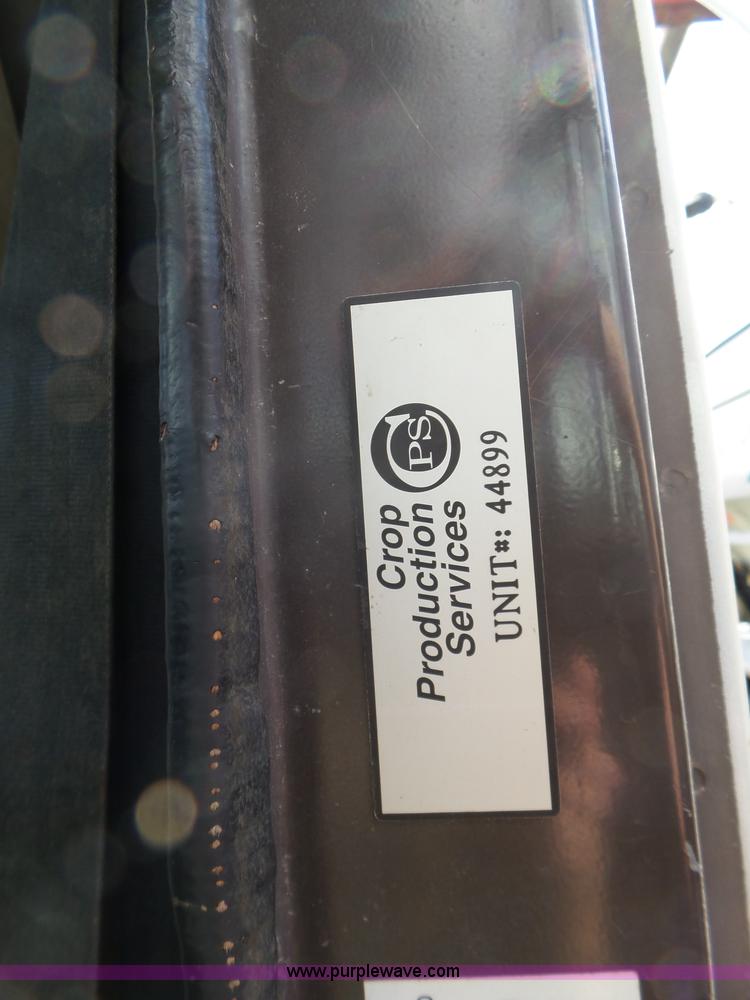 Crop
Production
Services
CPS
UNIT#: 44899
www.purplewave.com